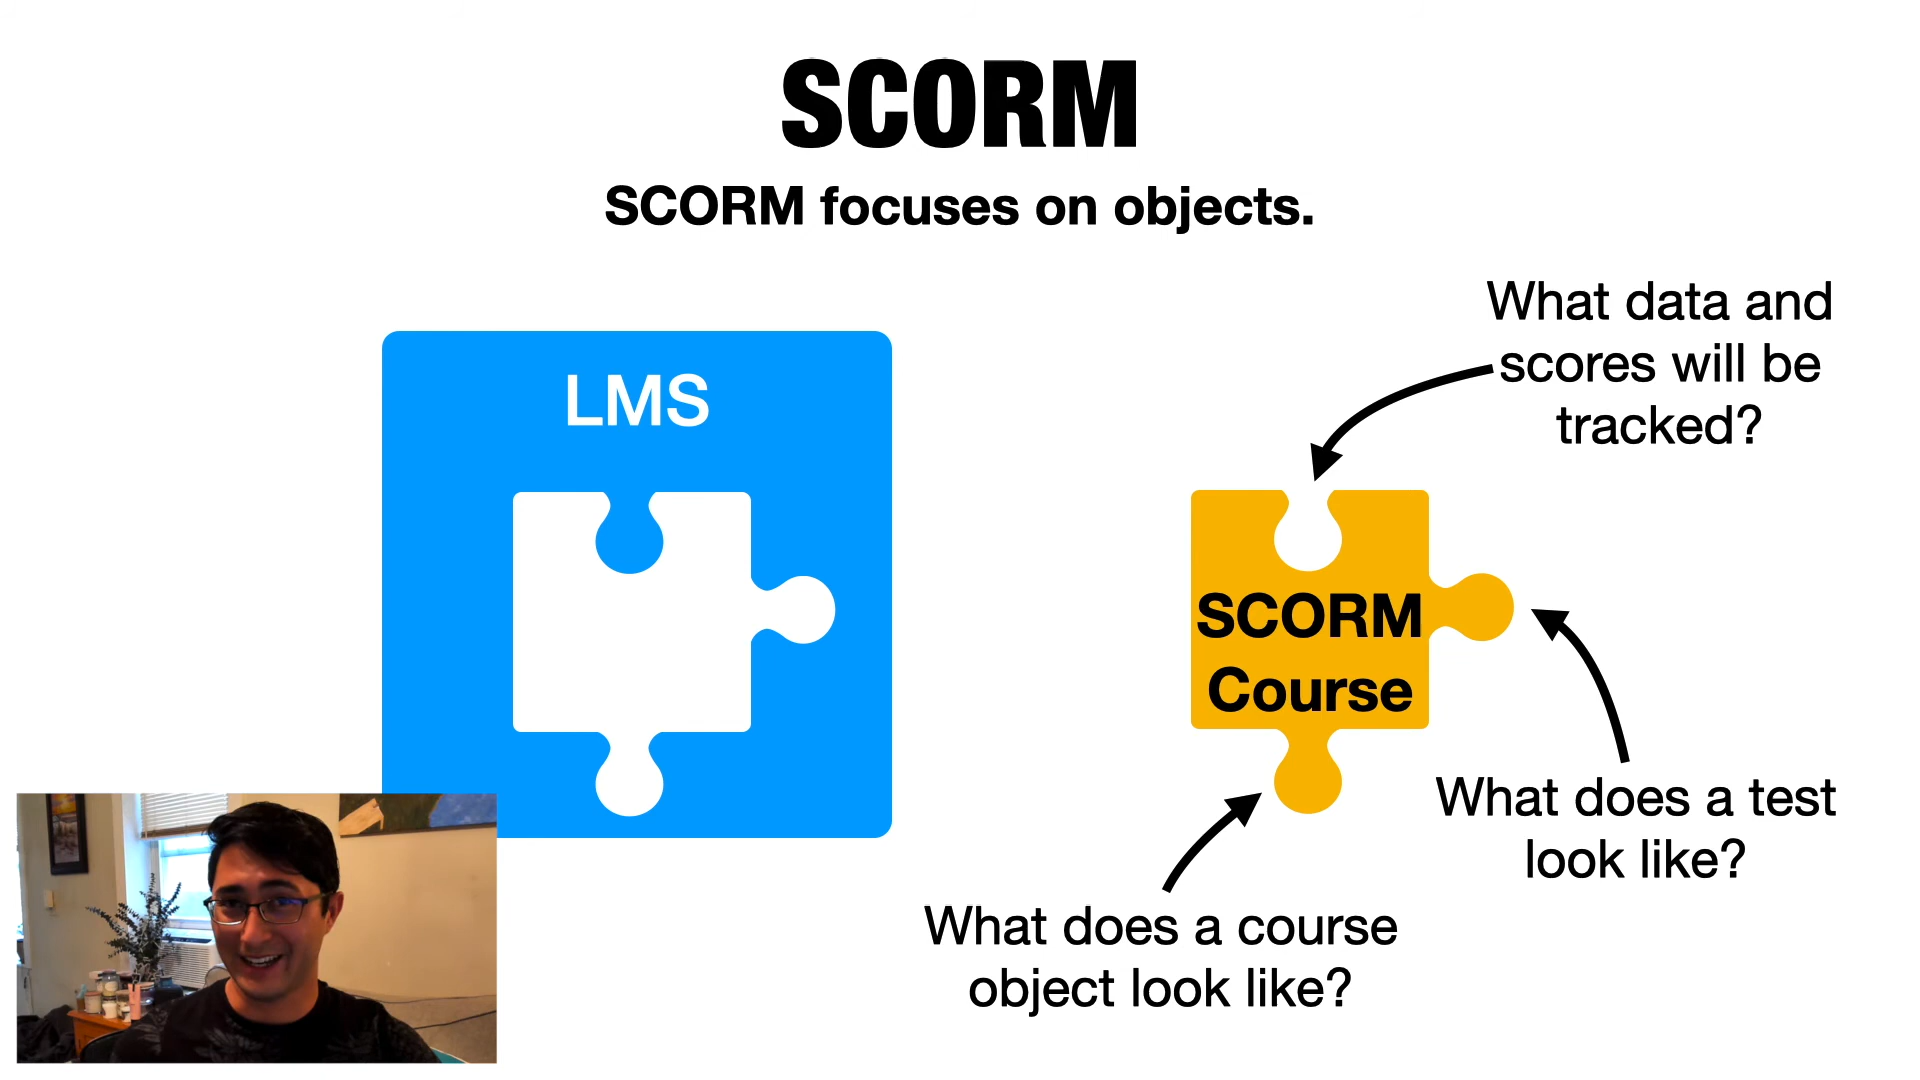 SCORM
SCORM focuses on objects.
LMS
What data and
scores will be
tracked?
SCORM
Course
What does a test
look like?
What does a course
object look like?